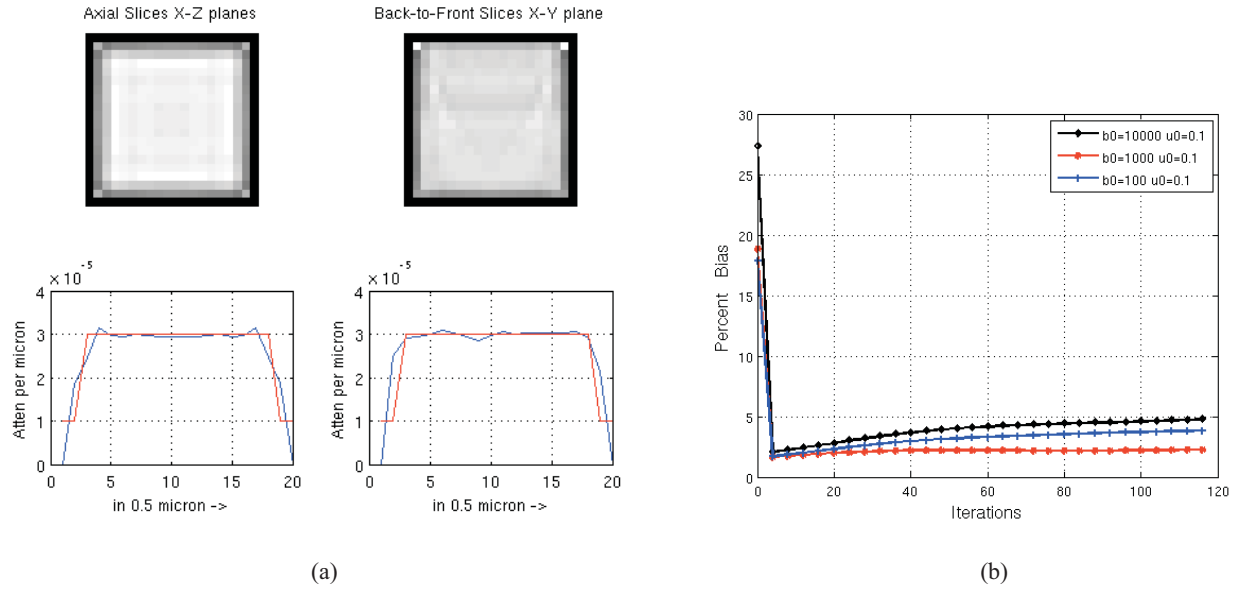 Axial Slices X-Z planes
Back-to-Front Slices X-Y plane
× 10 -5
4
3
2
1
0
Atten per micron
0 5 10 15 20
in 0.5 micron ->
× 10 -5
4
3
2
1
0
Atten per micron
0 5 10 15 20
in 0.5 micron ->
(a)
30
25
20
15
10
5
0
Percent Bias
b0=10000 u0=0.1
b0=1000 u0=0.1
b0=100 u0=0.1
0 20 40 60 80 100 120
Iterations
(b)